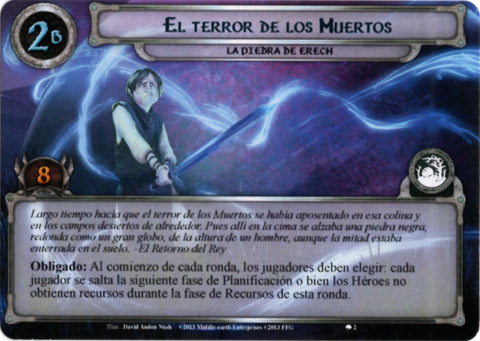 2B
El terror de los Muertos
La Piedra de Erech
8
Largo tiempo hacía que el terror de los Muertos se había aposentado en esa colina y
en los campos desiertos de alrededor. Pues allí en la cima se alzaba una piedra negra,
redonda como un gran globo, de la altura de un hombre, aunque la mitad estaba
enterrada en el suelo. –El Retorno del Rey
Obligado: Al comienzo de cada ronda, los jugadores deben elegir: cada
jugador se salta la siguiente fase de Planificación o bien los Héroes no
obtienen recursos durante la fase de Recursos de esta ronda.
Ilus. David Auden Nash ©2013 Middle-earth Enterprises ©2013 FFG 2